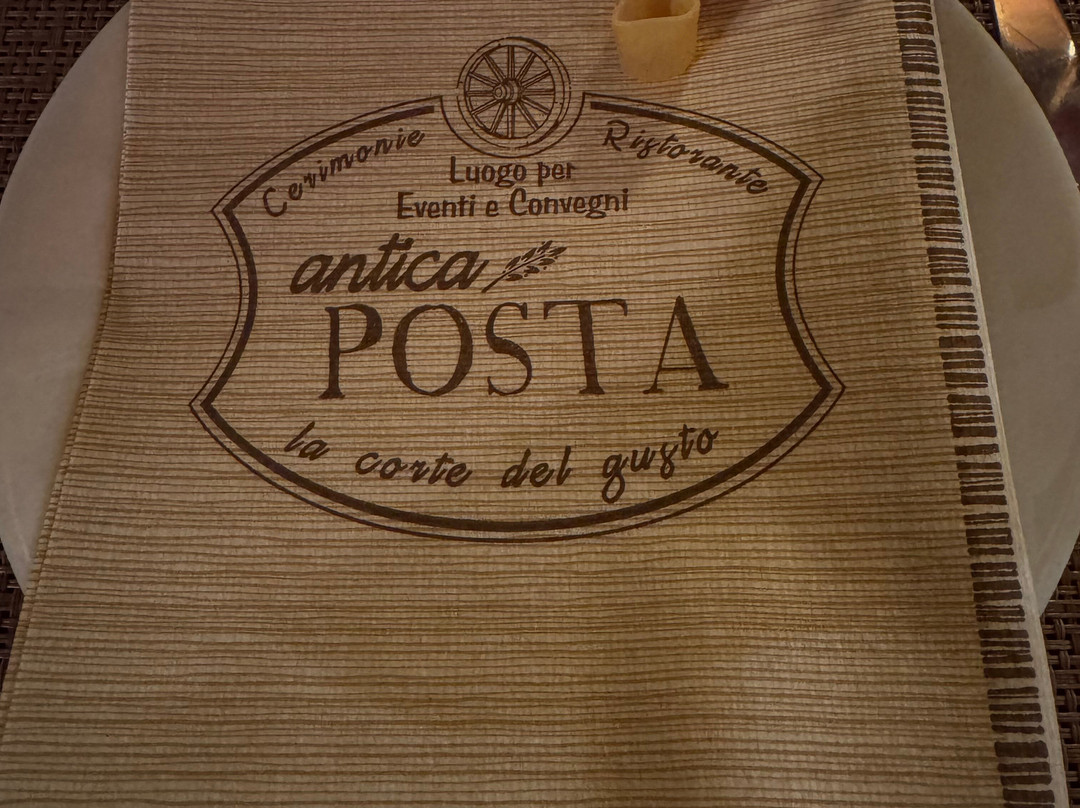 Cerimonie
Ristorante
Luogo per
Eventi e Convegni
antica
POSTA
la corte del gusto